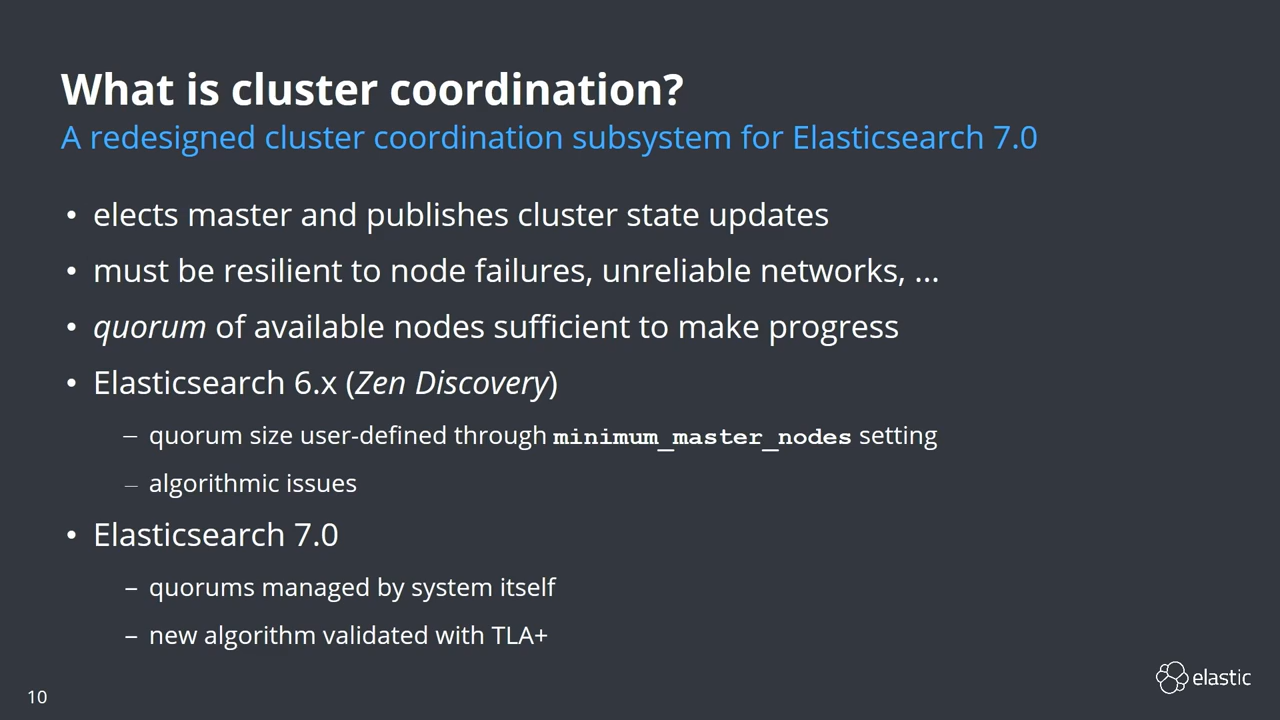 What is cluster coordination?
A redesigned cluster coordination subsystem for Elasticsearch 7.0
• elects master and publishes cluster state updates
• must be resilient to node failures, unreliable networks, ...
• quorum of available nodes sufficient to make progress
• Elasticsearch 6.x (Zen Discovery)
– quorum size user-defined through minimum_master_nodes setting
– algorithmic issues
• Elasticsearch 7.0
– quorums managed by system itself
– new algorithm validated with TLA+
10
elastic